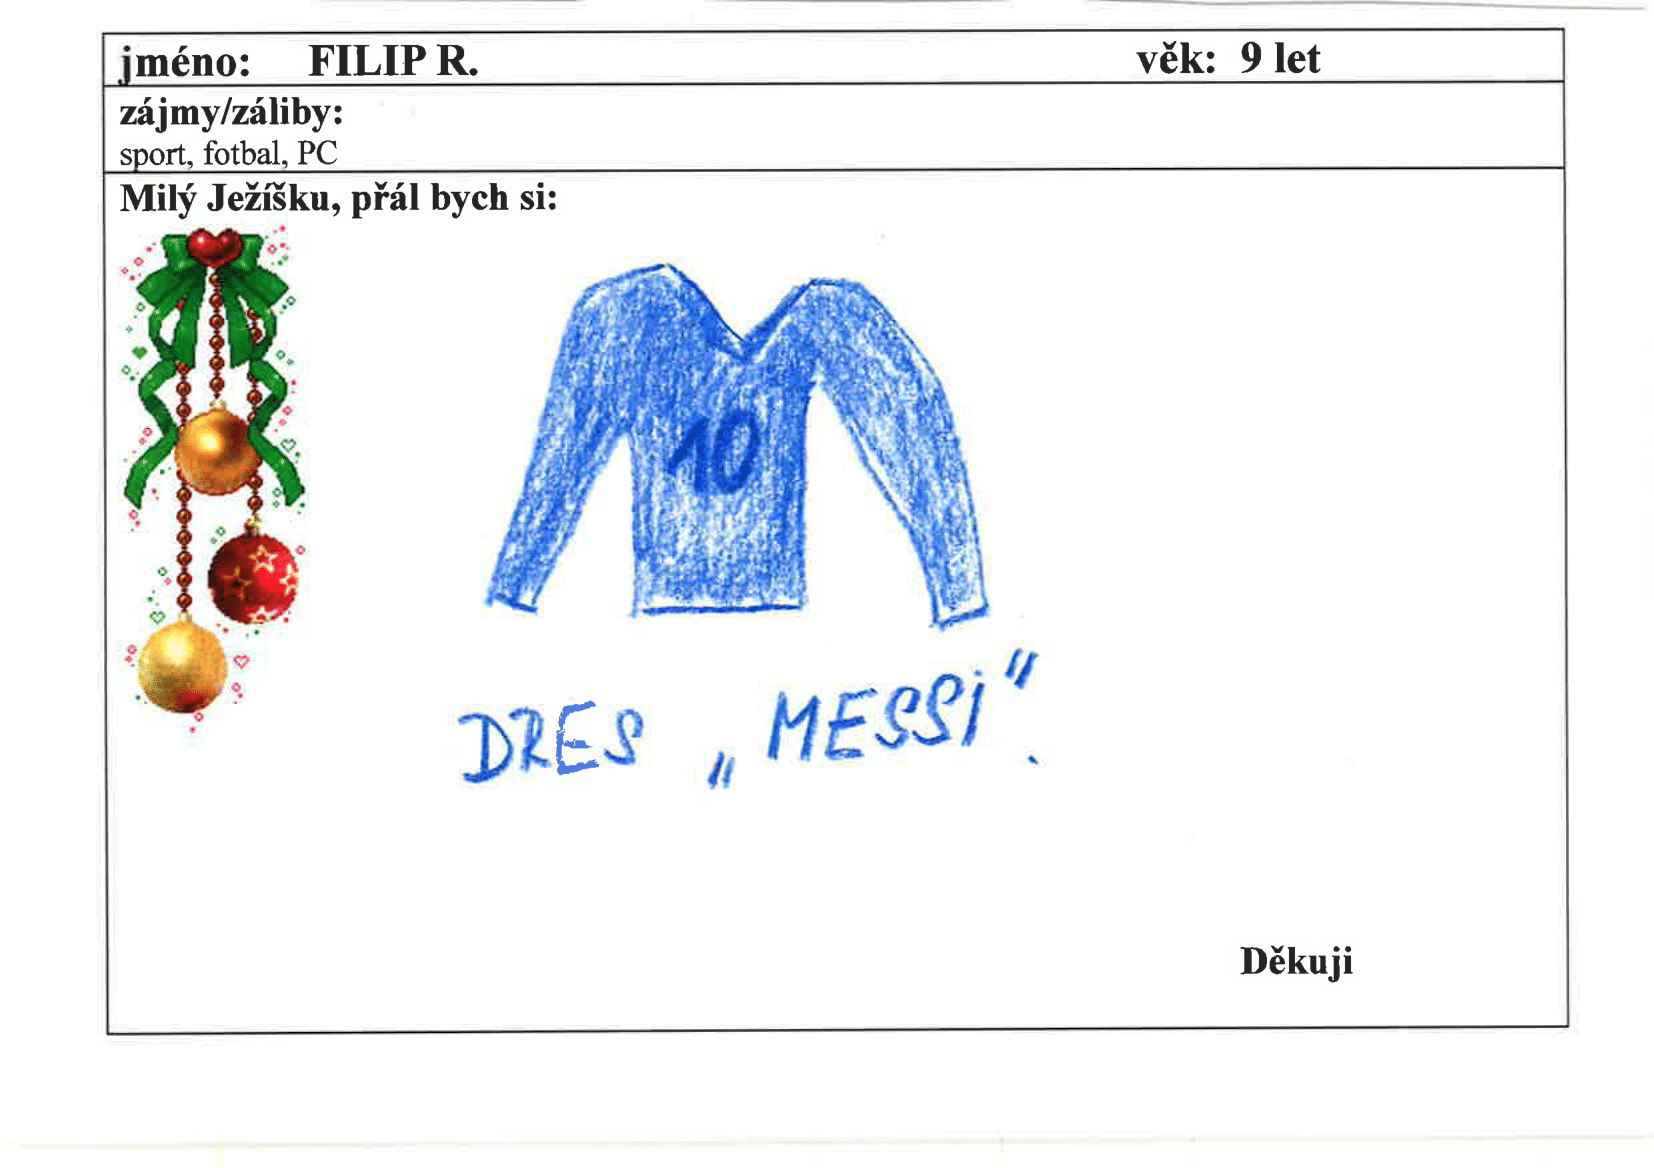 jméno: FILIP R. věk: 9 let
zájmy/záliby:
sport, fotbal, PC
Milý Ježíšku, přál bych si:
10
DRES „MESSi“.
Děkuji